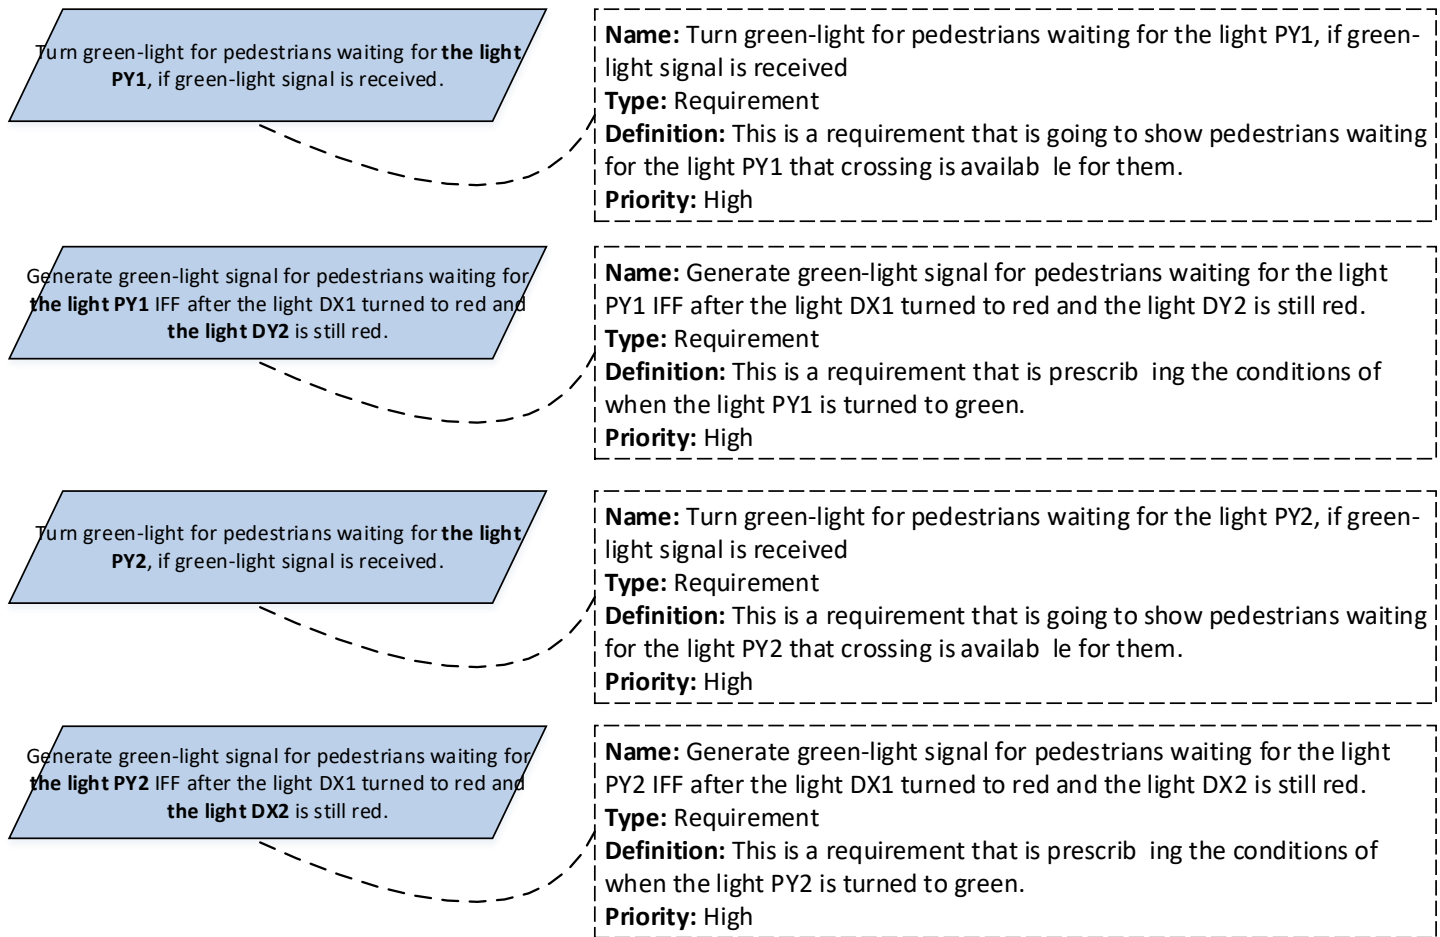 Turn green-light for pedestrians waiting for the light
PY1, if green-light signal is received.
Name: Turn green-light for pedestrians waiting for the light PY1, if green-
light signal is received
Type: Requirement
Definition: This is a requirement that is going to show pedestrians waiting
for the light PY1 that crossing is availab le for them.
Priority: High
Generate green-light signal for pedestrians waiting for
the light PY1 IFF after the light DX1 turned to red and
the light DY2 is still red.
Name: Generate green-light signal for pedestrians waiting for the light
PY1 IFF after the light DX1 turned to red and the light DY2 is still red.
Type: Requirement
Definition: This is a requirement that is prescrib ing the conditions of
when the light PY1 is turned to green.
Priority: High
Turn green-light for pedestrians waiting for the light
PY2, if green-light signal is received.
Name: Turn green-light for pedestrians waiting for the light PY2, if green-
light signal is received
Type: Requirement
Definition: This is a requirement that is going to show pedestrians waiting
for the light PY2 that crossing is availab le for them.
Priority: High
Generate green-light signal for pedestrians waiting for
the light PY2 IFF after the light DX1 turned to red and
the light DX2 is still red.
Name: Generate green-light signal for pedestrians waiting for the light
PY2 IFF after the light DX1 turned to red and the light DX2 is still red.
Type: Requirement
Definition: This is a requirement that is prescrib ing the conditions of
when the light PY2 is turned to green.
Priority: High